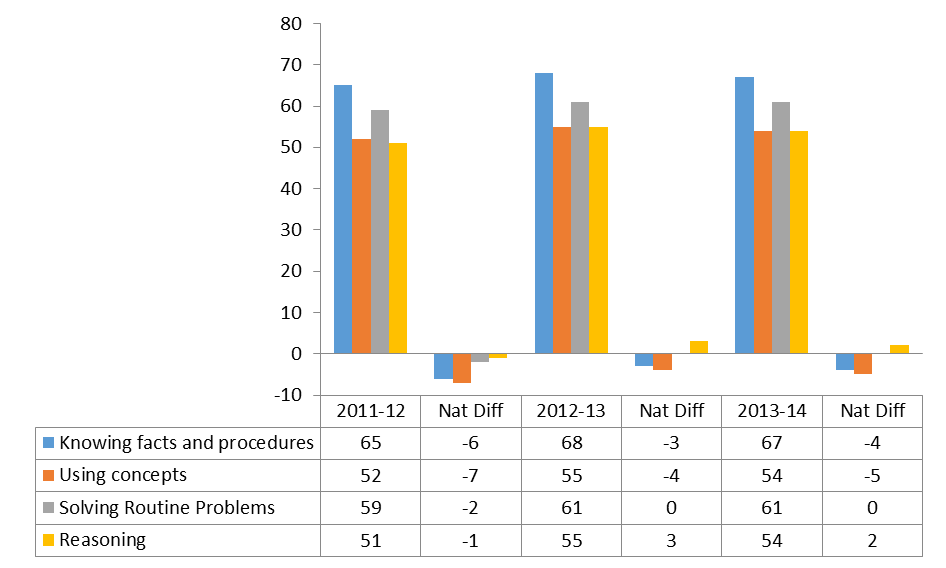 80
70
60
50
40
30
20
10
0
-10
2011-12 Nat Diff 2012-13 Nat Diff 2013-14 Nat Diff
Knowing facts and procedures 65 -6 68 -3 67 -4
Using concepts 52 -7 55 -4 54 -5
Solving Routine Problems 59 -2 61 0 61 0
Reasoning 51 -1 55 3 54 2